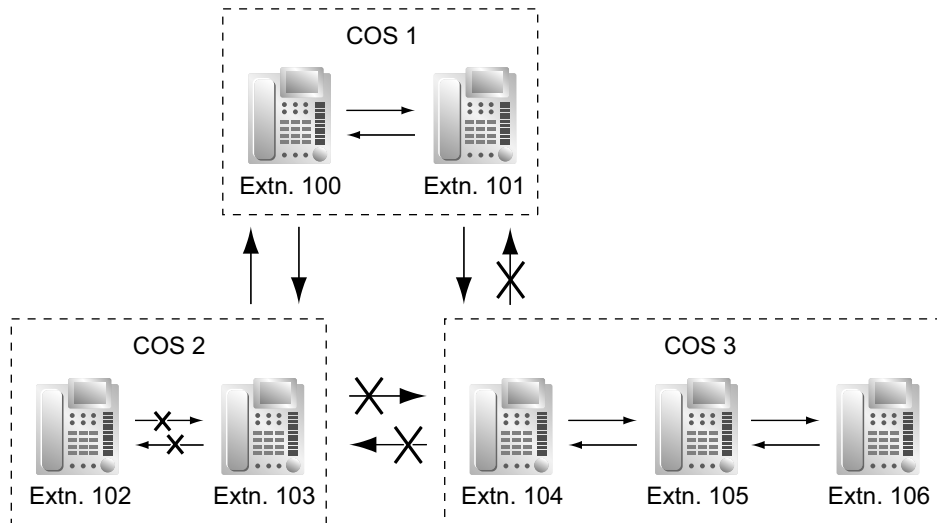 COS 1
Extn. 100
Extn. 101
COS 2
Extn. 102
Extn. 103
COS 3
Extn. 104
Extn. 105
Extn. 106